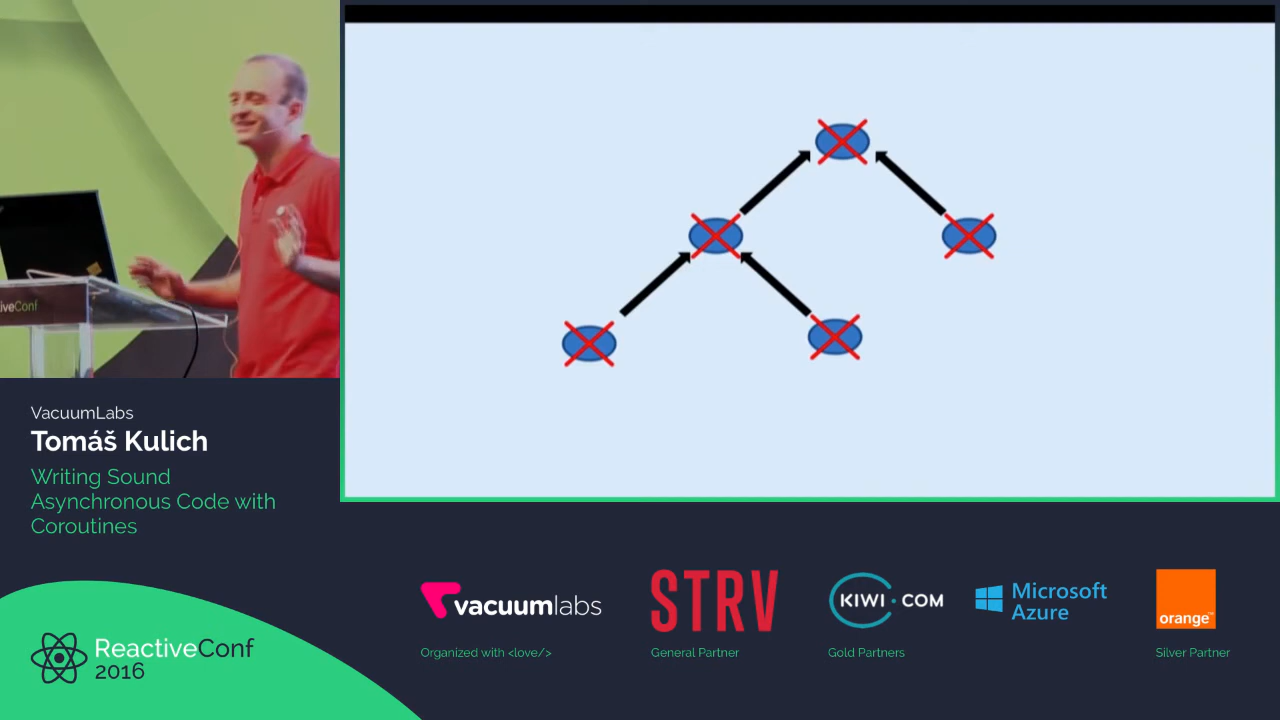 iveConf
VacuumLabs
Tomáš Kulich
Writing Sound
Asynchronous Code with
Coroutines
ReactiveConf
2016
vacuumlabs
Organized with <love/>
STRV
General Partner
KIWI.COM
Gold Partners
Microsoft
Azure
orange™
Silver Partner